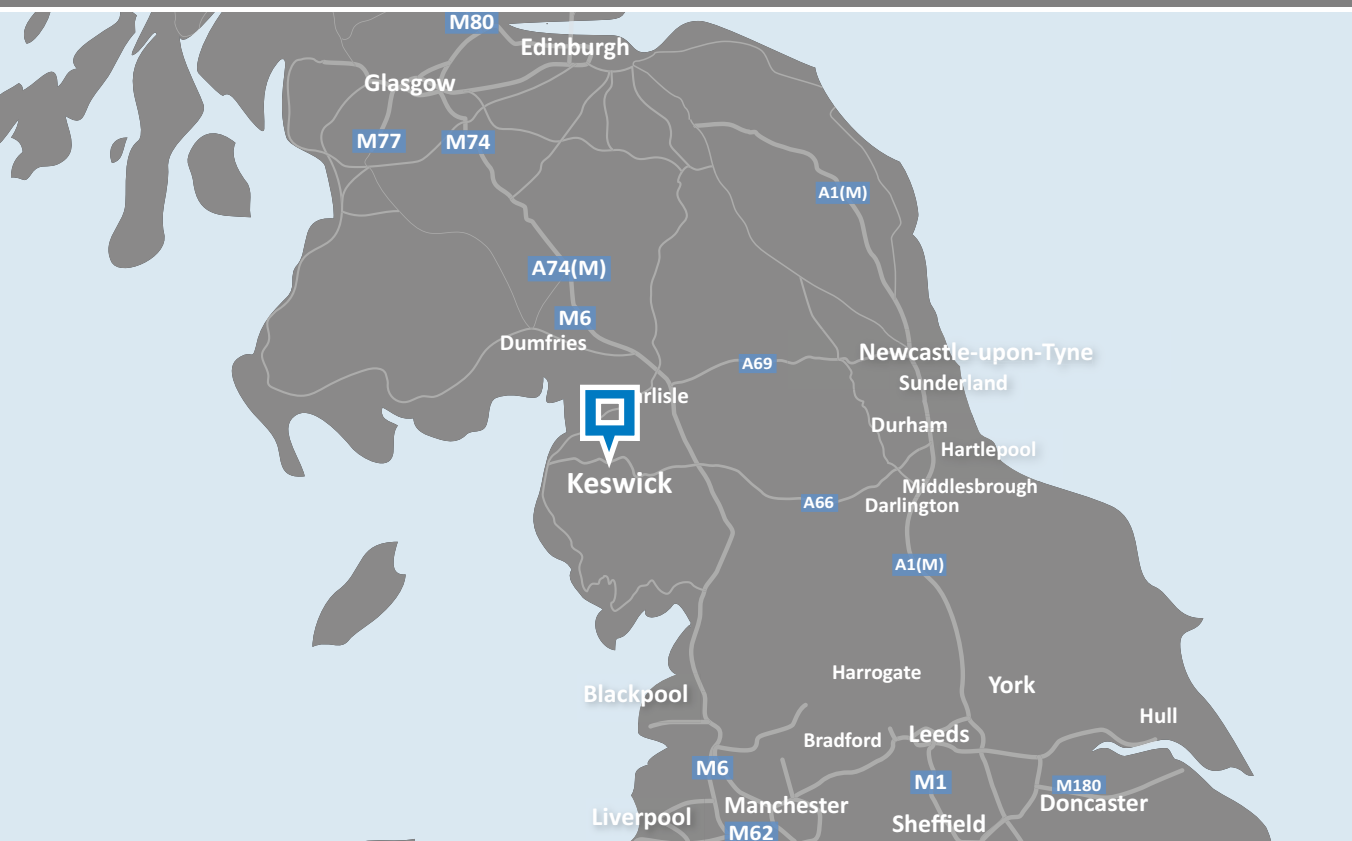 M80
Edinburgh
Glasgow
M77
M74
A1(M)
A74(M)
M6
Dumfries
Newcastle-upon-Tyne
A69
Sunderland
rlisle
Durham
Hartlepool
Keswick
Middlesbrough
A66
Darlington
A1(M)
Harrogate
York
Blackpool
Hull
Leeds
Bradford
M6
M1
M180
Doncaster
Manchester
Liverpool
Sheffield
M62